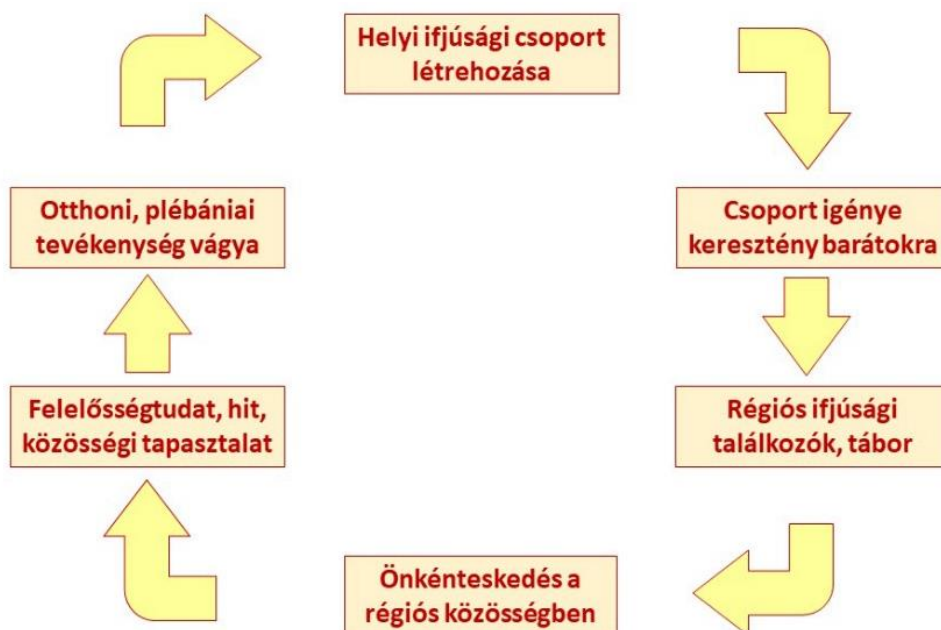 Helyi ifjúsági csoport
létrehozása
Csoport igénye
keresztény barátokra
Régiós ifjúsági
találkozók, tábor
Önkénteskedés a
régiós közösségben
Felelősségtudat, hit,
közösségi tapasztalat
Otthoni, plébániai
tevékenység vágya